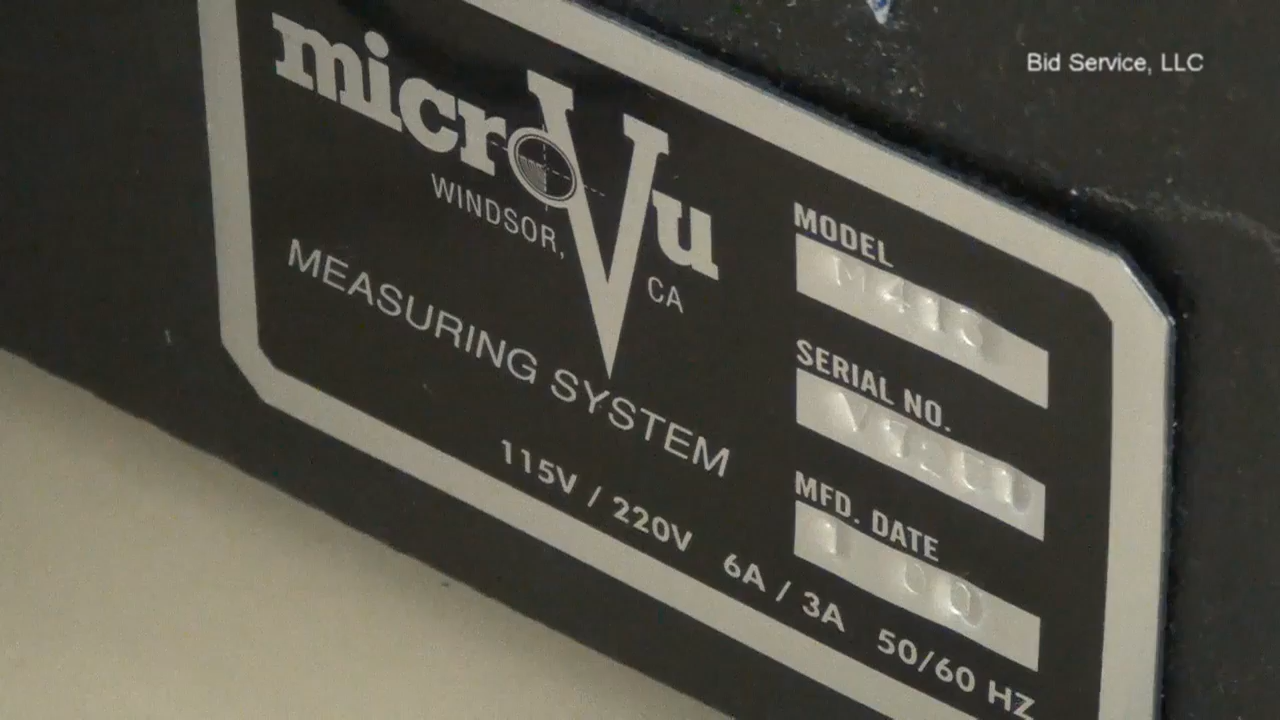 Bid Service, LLC
microVu
WINDSOR, CA
MEASURING SYSTEM
115V / 220V 6A / 3A 50/60 HZ
MODEL
SERIAL NO.
MFD. DATE